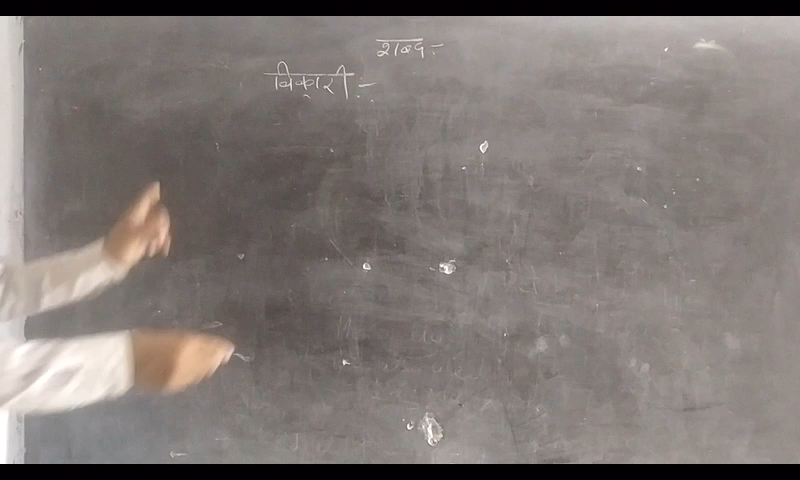 शब्द :-
विकारी :-